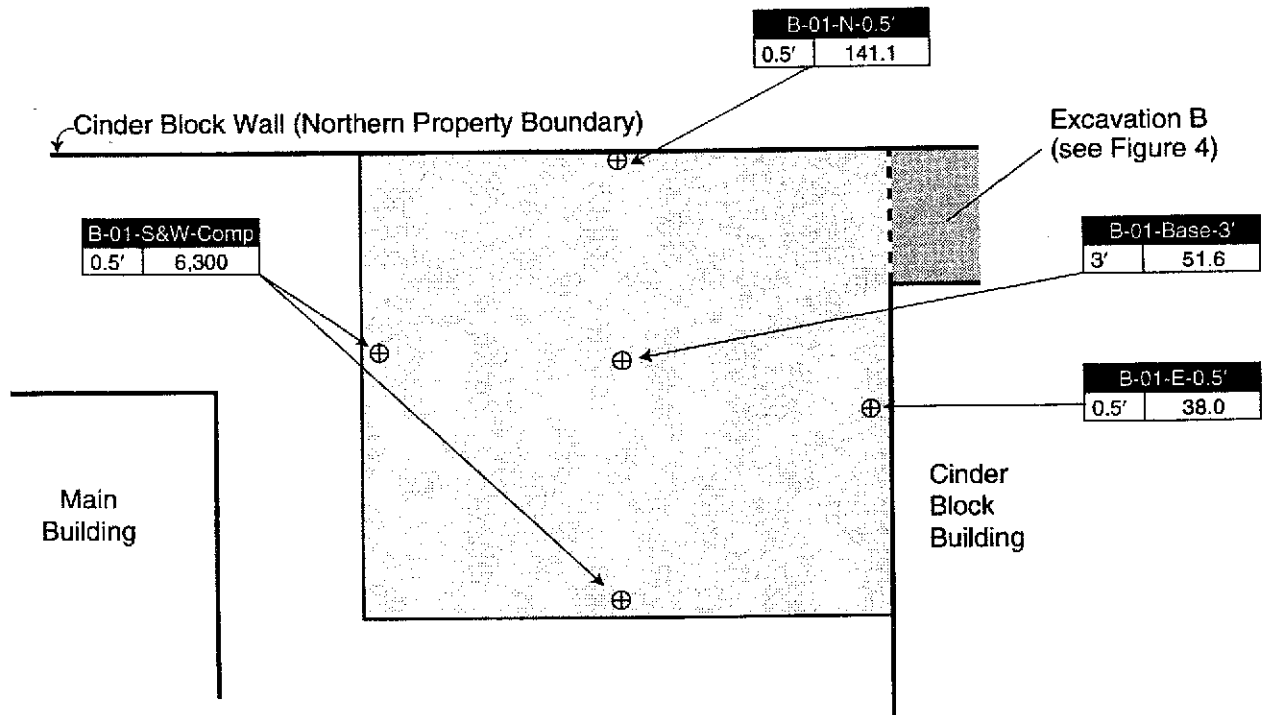 B-01-N-0.5′
0.5′ 141.1
Cinder Block Wall (Northern Property Boundary)
Excavation B
(see Figure 4)
B-01-S&W-Comp
0.5′ 6,300
B-01-Base-3′
3′ 51.6
B-01-E-0.5′
0.5′ 38.0
Main
Building
Cinder
Block
Building